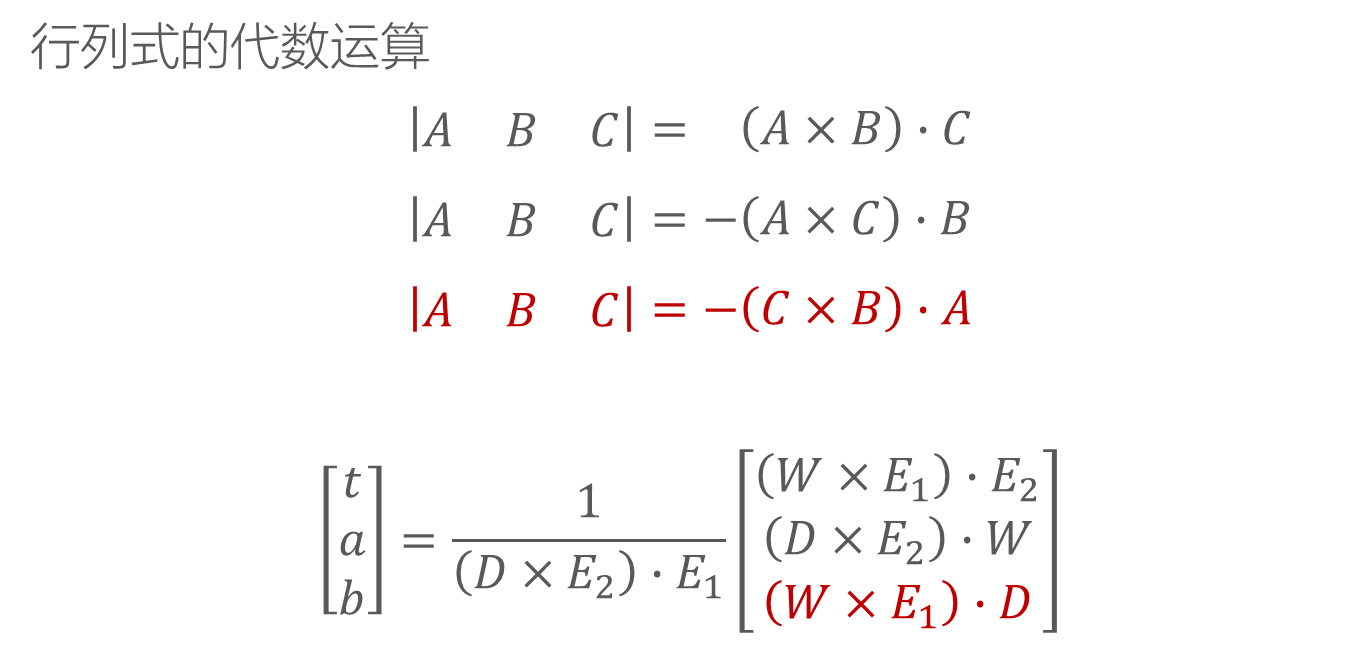 行列式的代数运算
|A B C| = (A × B) · C
|A B C| = −(A × C) · B
|A B C| = −(C × B) · A
[t a b] = 1 / ((D × E₂) · E₁) [(W × E₁) · E₂
(D × E₂) · W
(W × E₁) · D]